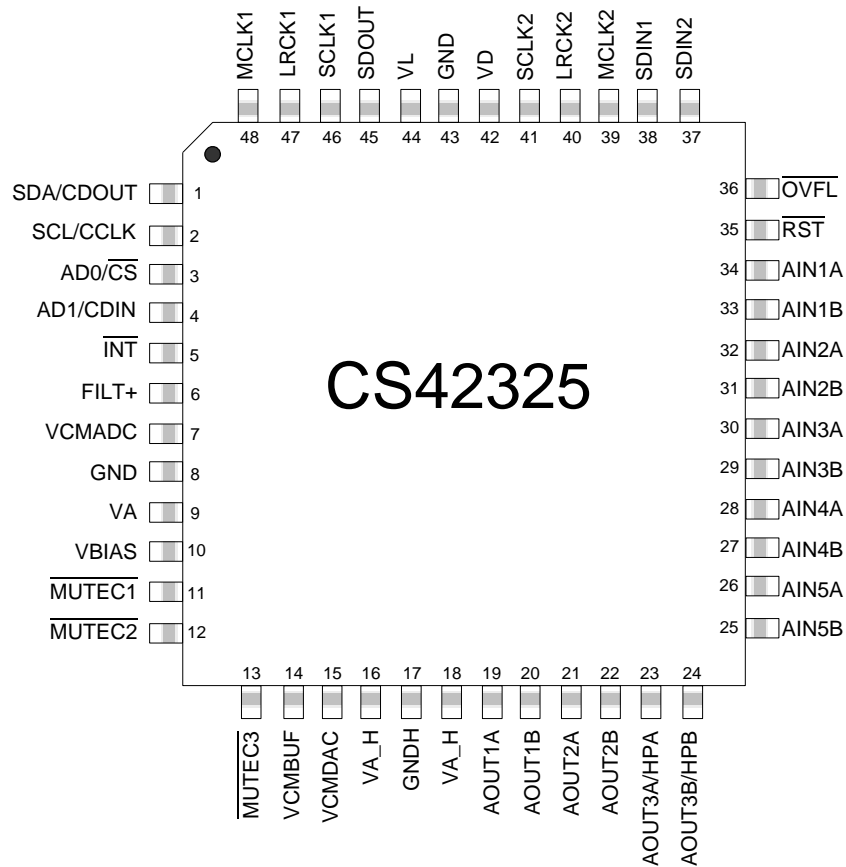 MCLK1
LRCK1
SCLK1
SDOUT
VL
GND
VD
SCLK2
LRCK2
MCLK2
SDIN1
SDIN2
48 47 46 45 44 43 42 41 40 39 38 37
SDA/CDOUT 1
SCL/CCLK 2
AD0/CS 3
AD1/CDIN 4
INT 5
FILT+ 6
VCMADC 7
GND 8
VA 9
VBIAS 10
MUTEC1 11
MUTEC2 12
CS42325
36 OVFL
35 RST
34 AIN1A
33 AIN1B
32 AIN2A
31 AIN2B
30 AIN3A
29 AIN3B
28 AIN4A
27 AIN4B
26 AIN5A
25 AIN5B
13 14 15 16 17 18 19 20 21 22 23 24
MUTEC3
VCMBUF
VCMDAC
VA_H
GNDH
VA_H
AOUT1A
AOUT1B
AOUT2A
AOUT2B
AOUT3A/HPA
AOUT3B/HPB